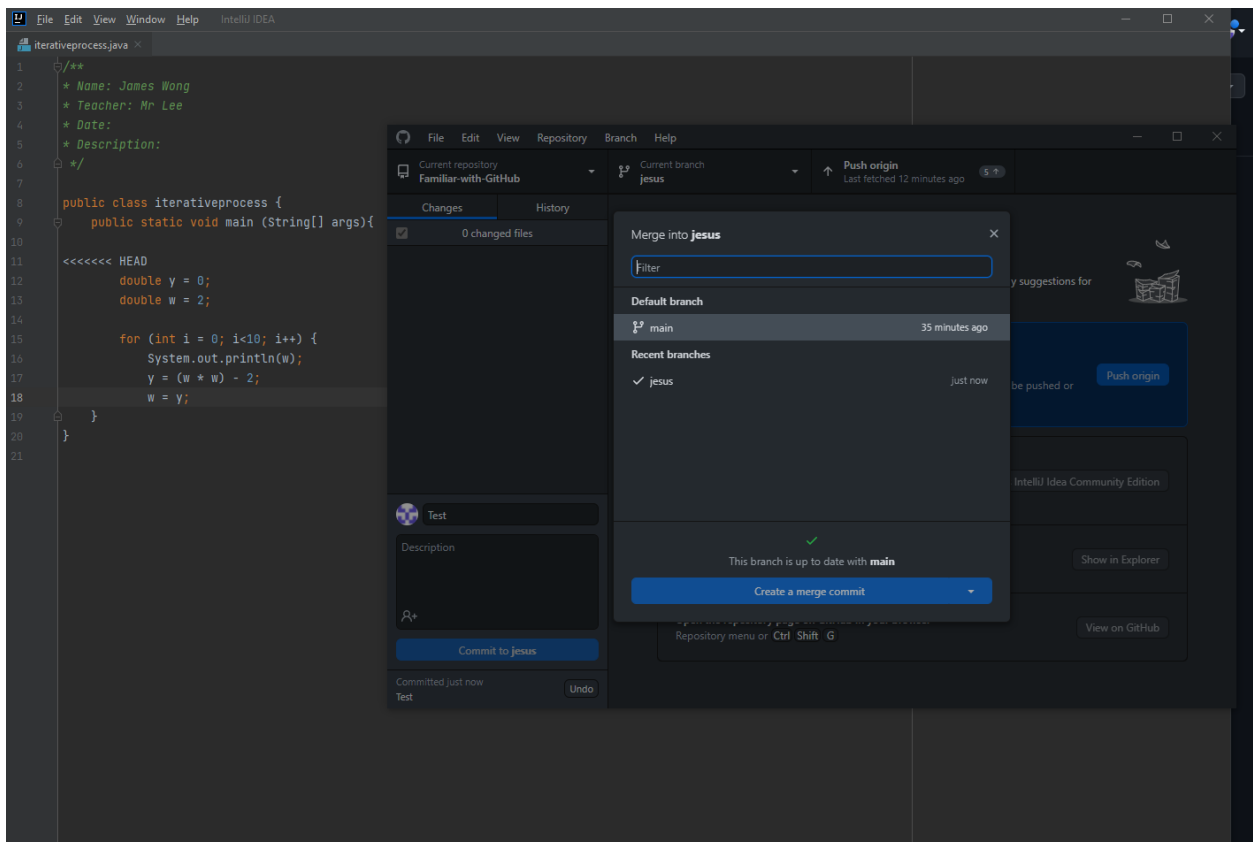 File Edit View Window Help IntelliJ IDEA
iterativeprocess.java
1 /**
2 * Name: James Wong
3 * Teacher: Mr Lee
4 * Date:
5 * Description:
6 */
7
8 public class iterativeprocess {
9 public static void main (String[] args){
10
11 <<<<<<< HEAD
12 double y = 0;
13 double w = 2;
14
15 for (int i = 0; i<10; i++) {
16 System.out.println(w);
17 y = (w * w) - 2;
18 w = y;
19 }
20 }
21
File Edit View Repository Branch Help
Current repository
Familiar-with-GitHub
Current branch
jesus
Push origin
Last fetched 12 minutes ago
5
Changes History
0 changed files
Merge into jesus
Filter
Default branch
main 35 minutes ago
Recent branches
jesus just now
This branch is up to date with main
Create a merge commit
y suggestions for
be pushed or
Push origin
IntelliJ Idea Community Edition
Show in Explorer
Repository menu or Ctrl Shift G
View on GitHub
Test
Description
Commit to jesus
Committed just now
Test
Undo